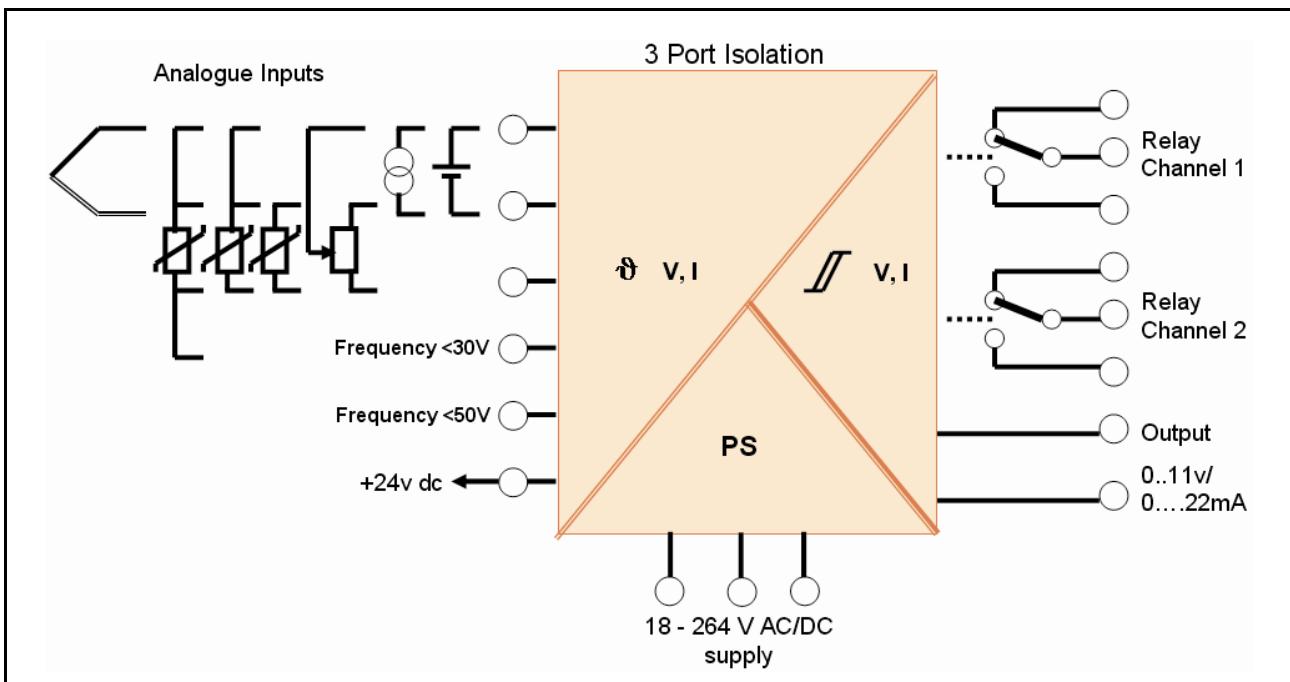 3 Port Isolation
Analogue Inputs
Relay
Channel 1
ϑ V, I
V, I
Relay
Channel 2
Frequency <30V
Frequency <50V
PS
Output
+24v dc
0..11v/
0....22mA
18 - 264 V AC/DC
supply